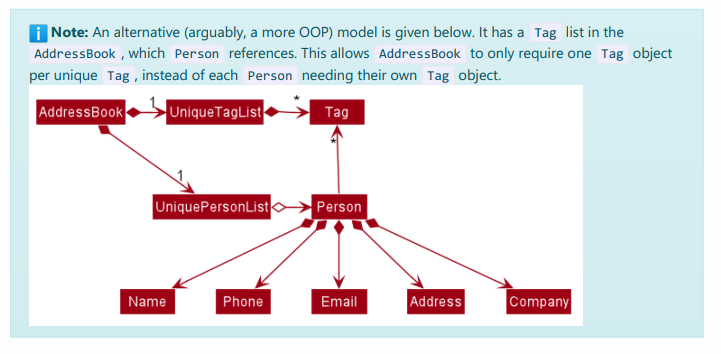 Note: An alternative (arguably, a more OOP) model is given below. It has a Tag list in the
AddressBook , which Person references. This allows AddressBook to only require one Tag object
per unique Tag , instead of each Person needing their own Tag object.
AddressBook 1 UniqueTagList * Tag
*
1
UniquePersonList Person
Name Phone Email Address Company